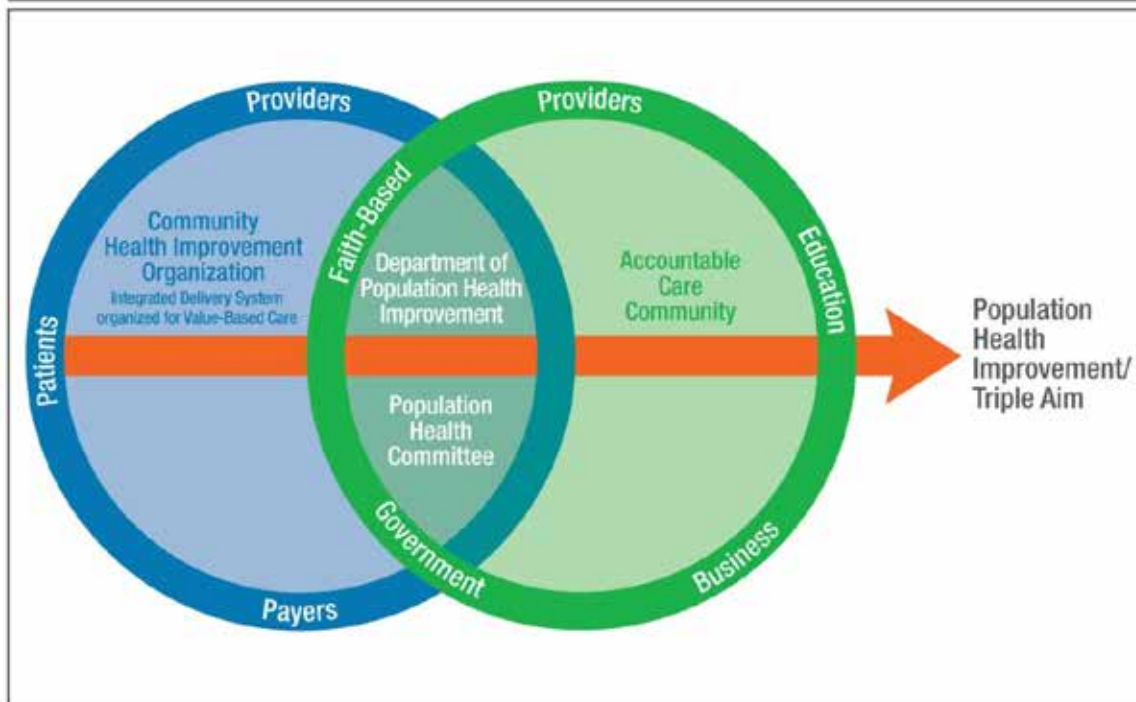 Providers
Patients
Payers
Community
Health Improvement
Organization
Integrated Delivery System
organized for Value-Based Care
Faith-Based
Providers
Education
Business
Government
Department of
Population Health
Improvement
Population
Health
Committee
Accountable
Care
Community
Population
Health
Improvement/
Triple Aim